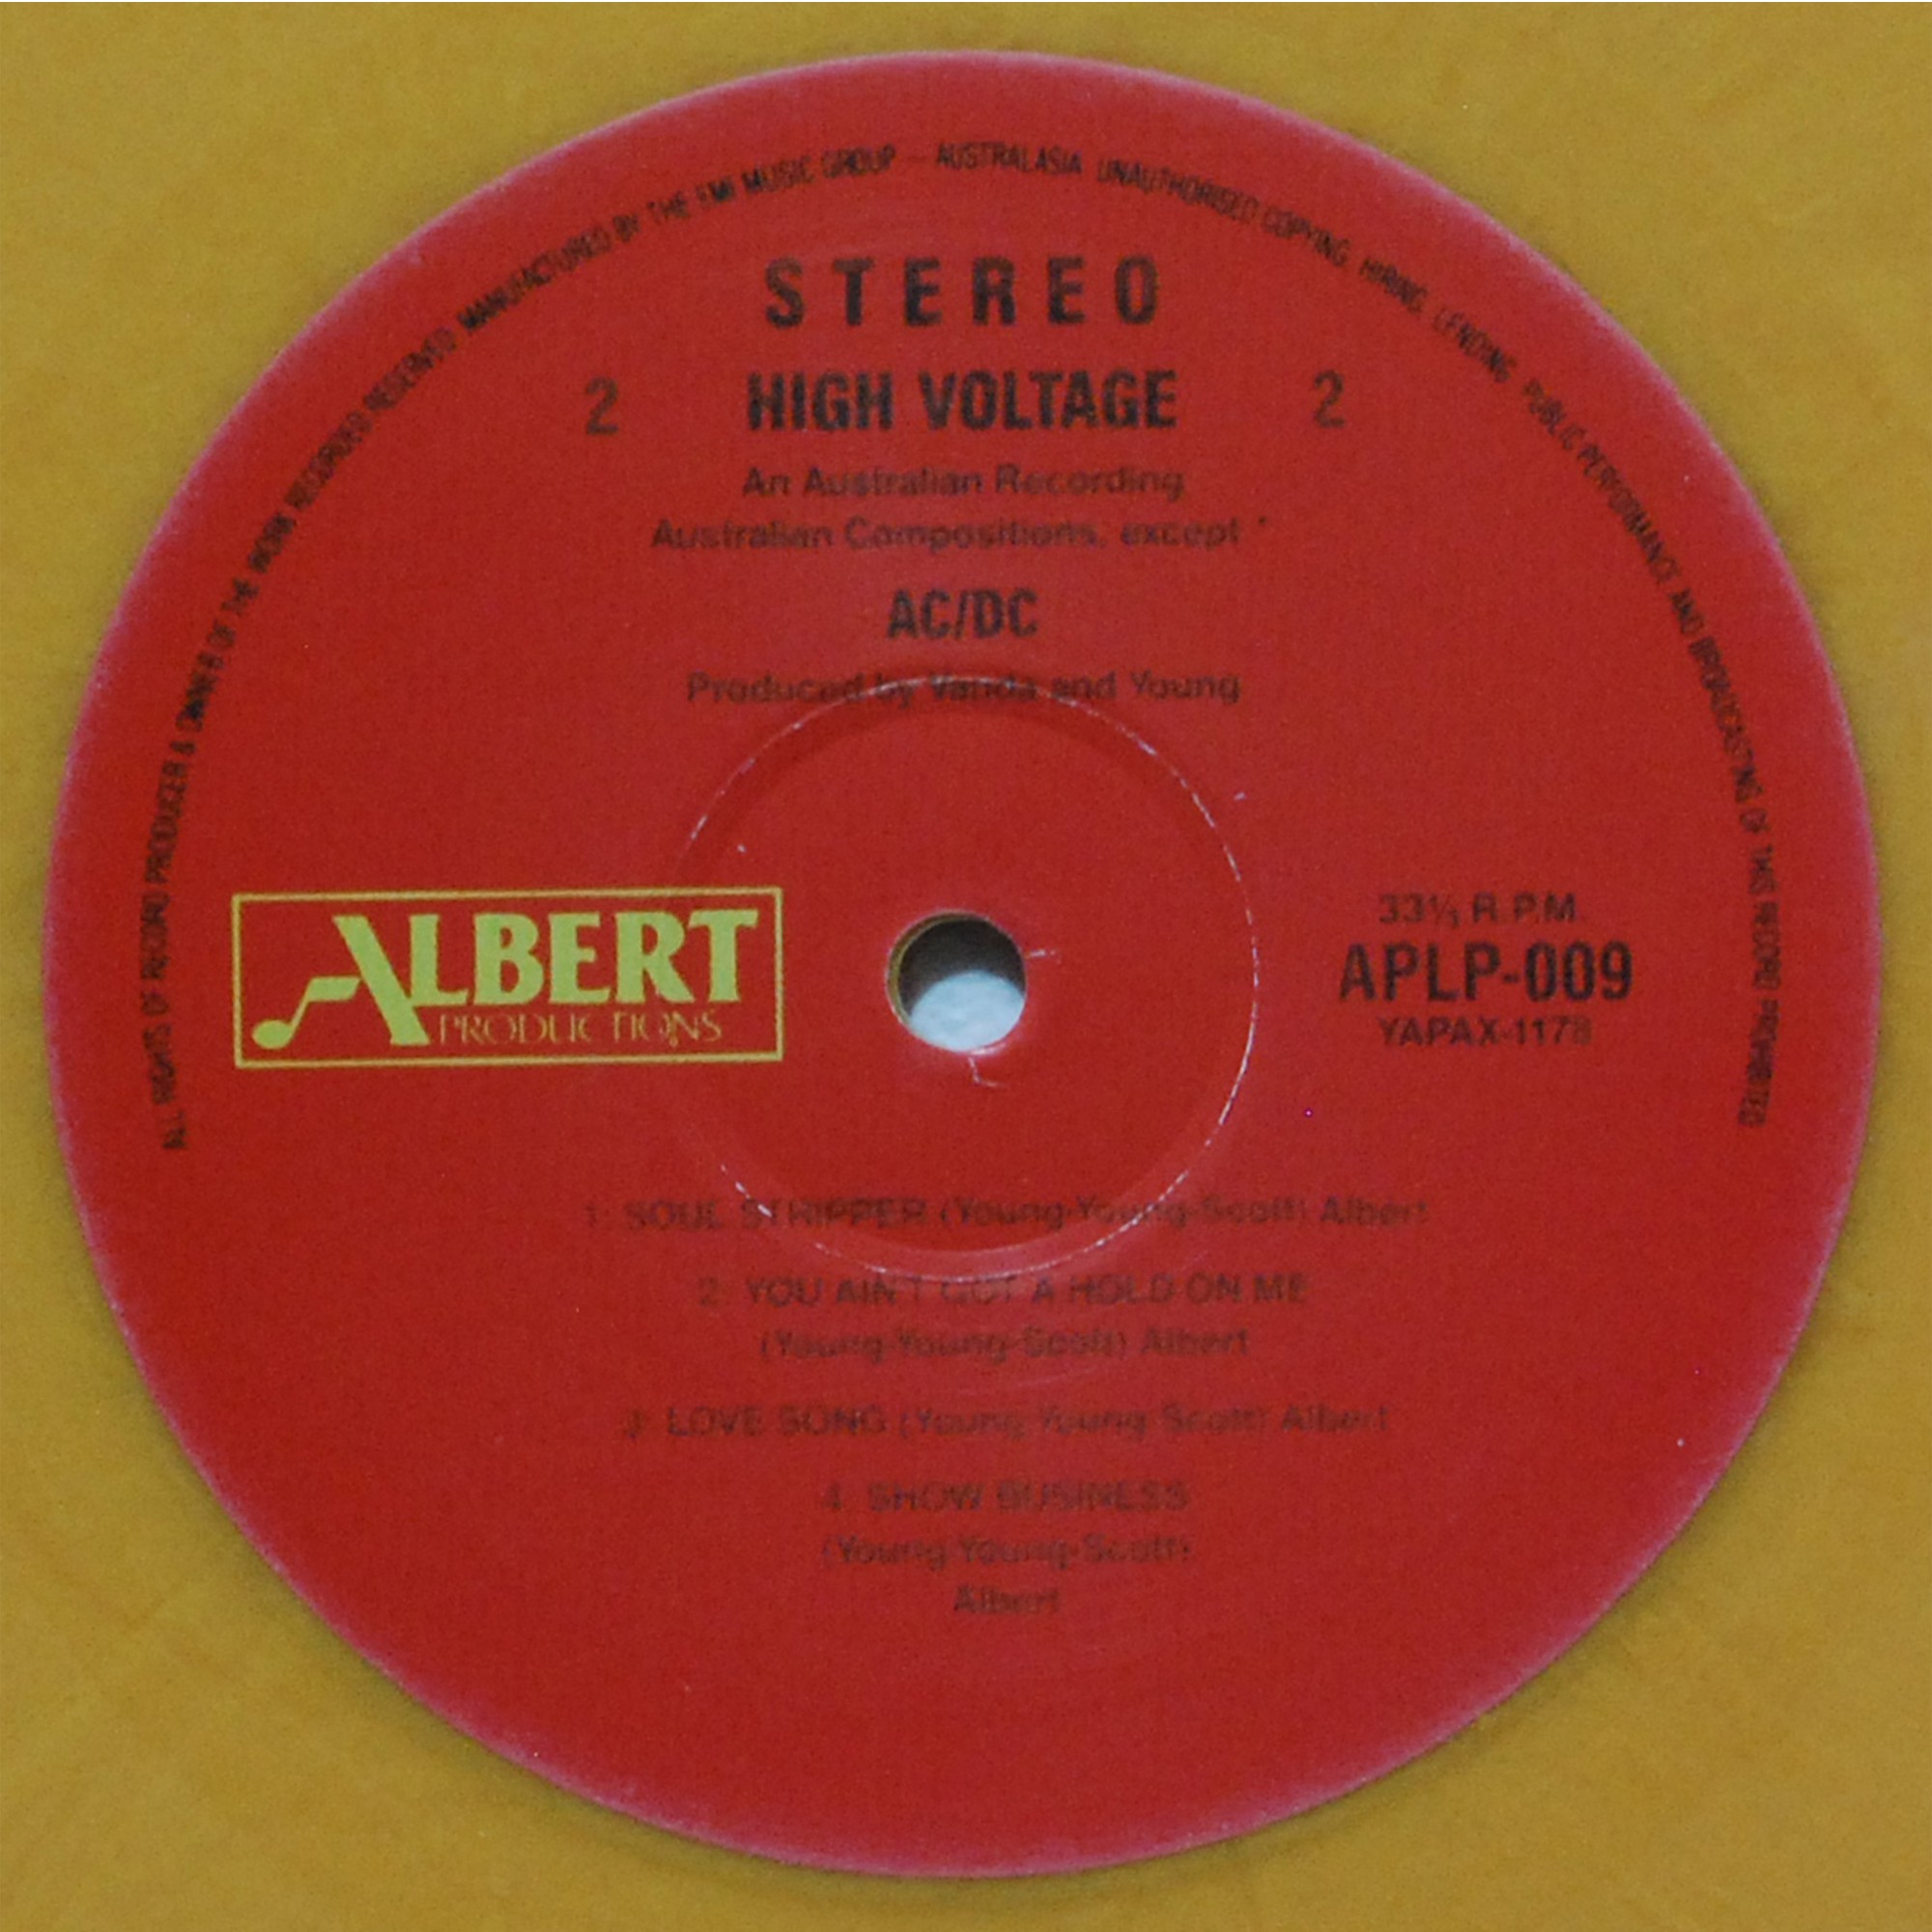 ALL RIGHTS OF RECORD PRODUCER & OWNER OF THE WORK RECORDED RESERVED MANUFACTURED BY THE EMI MUSIC GROUP – AUSTRALASIA UNAUTHORISED COPYING, HIRING, LENDING, PUBLIC PERFORMANCE AND BROADCASTING OF THIS RECORD PROHIBITED
STEREO
2 HIGH VOLTAGE 2
An Australian Recording
Australian Compositions, except *
AC/DC
Produced by Vanda and Young
ALBERT
PRODUCTIONS
33⅓ R.P.M.
APLP-009
YAPAX-1178
1. SOUL STRIPPER (Young-Young-Scott) Albert
2. YOU AIN'T GOT A HOLD ON ME
(Young-Young-Scott) Albert
3. LOVE SONG (Young-Young-Scott) Albert
4. SHOW BUSINESS
(Young-Young-Scott)
Albert